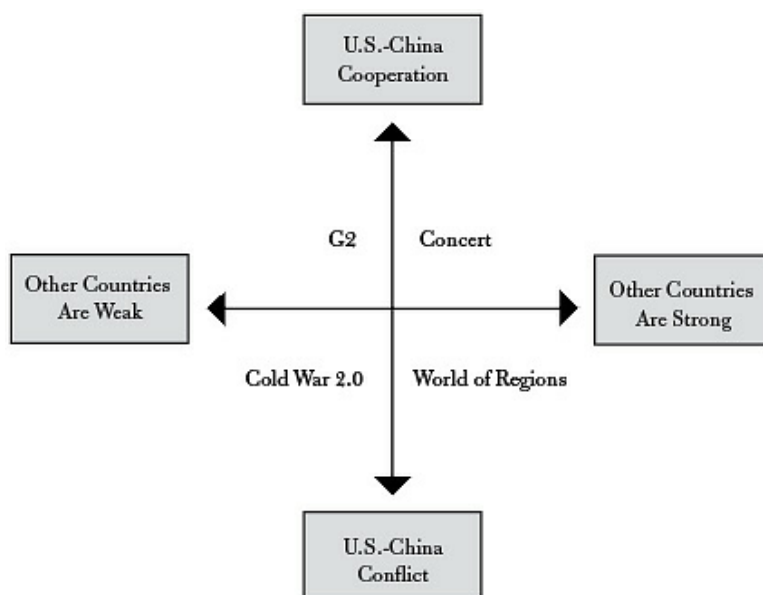 U.S.-China
Cooperation
G2
Concert
Other Countries
Are Weak
Other Countries
Are Strong
Cold War 2.0
World of Regions
U.S.-China
Conflict